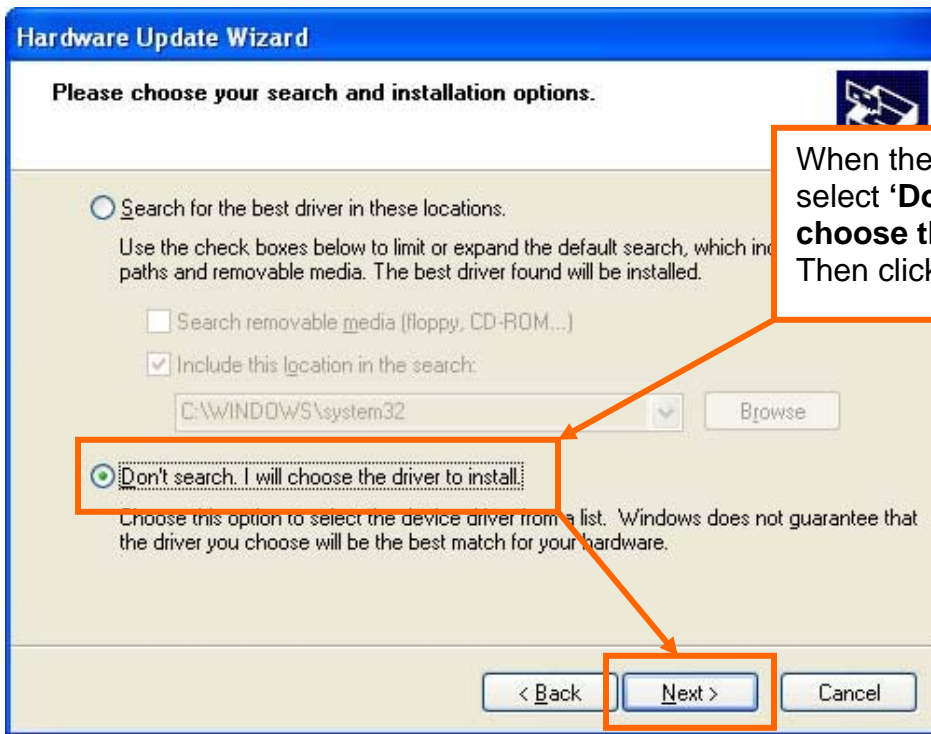 Hardware Update Wizard
Please choose your search and installation options.
When the
select ‘Do
choose th
Then click
Search for the best driver in these locations.
Use the check boxes below to limit or expand the default search, which inc
paths and removable media. The best driver found will be installed.
Search removable media (floppy, CD-ROM...)
Include this location in the search:
C:\WINDOWS\system32
Browse
Don't search. I will choose the driver to install.
Choose this option to select the device driver from a list. Windows does not guarantee that
the driver you choose will be the best match for your hardware.
< Back
Next >
Cancel